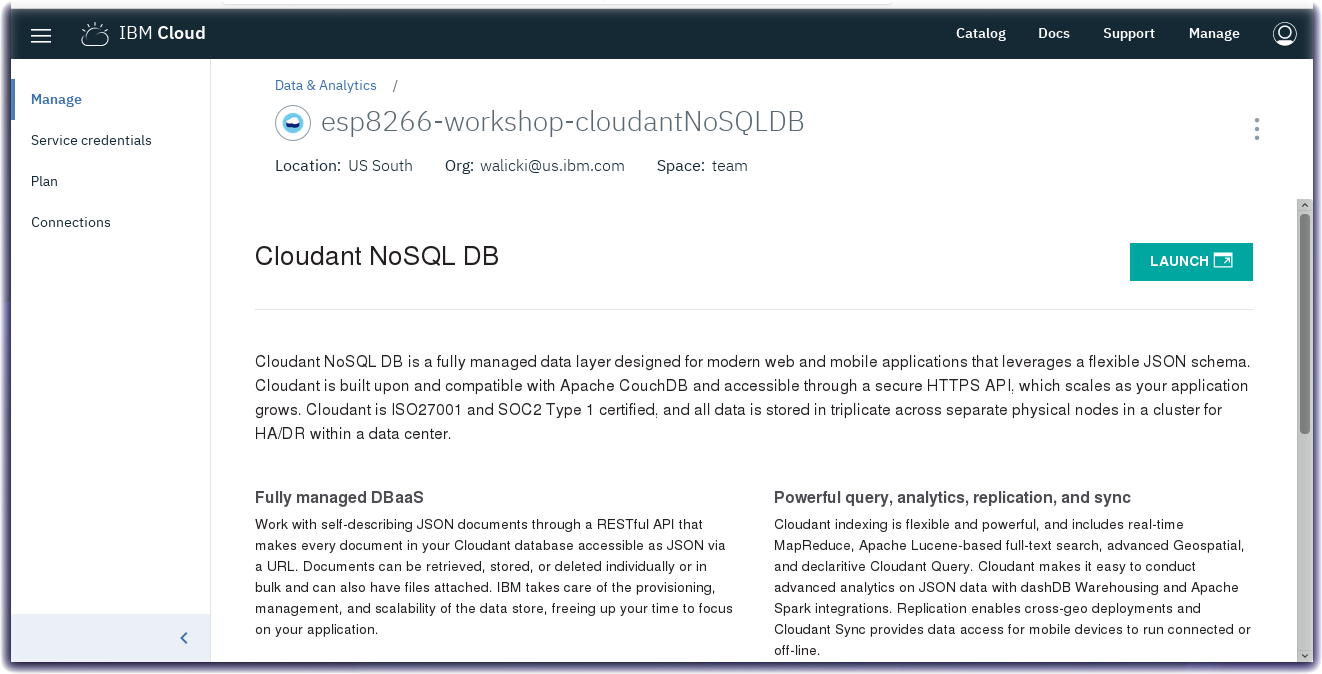 IBM Cloud
Catalog Docs Support Manage
Manage
Service credentials
Plan
Connections
Data & Analytics /
esp8266-workshop-cloudantNoSQLDB
Location: US South Org: walicki@us.ibm.com Space: team
Cloudant NoSQL DB
LAUNCH
Cloudant NoSQL DB is a fully managed data layer designed for modern web and mobile applications that leverages a flexible JSON schema.
Cloudant is built upon and compatible with Apache CouchDB and accessible through a secure HTTPS API, which scales as your application
grows. Cloudant is ISO27001 and SOC2 Type 1 certified, and all data is stored in triplicate across separate physical nodes in a cluster for
HA/DR within a data center.
Fully managed DBaaS
Work with self-describing JSON documents through a RESTful API that
makes every document in your Cloudant database accessible as JSON via
a URL. Documents can be retrieved, stored, or deleted individually or in
bulk and can also have files attached. IBM takes care of the provisioning,
management, and scalability of the data store, freeing up your time to focus
on your application.
Powerful query, analytics, replication, and sync
Cloudant indexing is flexible and powerful, and includes real-time
MapReduce, Apache Lucene-based full-text search, advanced Geospatial,
and declaritive Cloudant Query. Cloudant makes it easy to conduct
advanced analytics on JSON data with dashDB Warehousing and Apache
Spark integrations. Replication enables cross-geo deployments and
Cloudant Sync provides data access for mobile devices to run connected or
off-line.